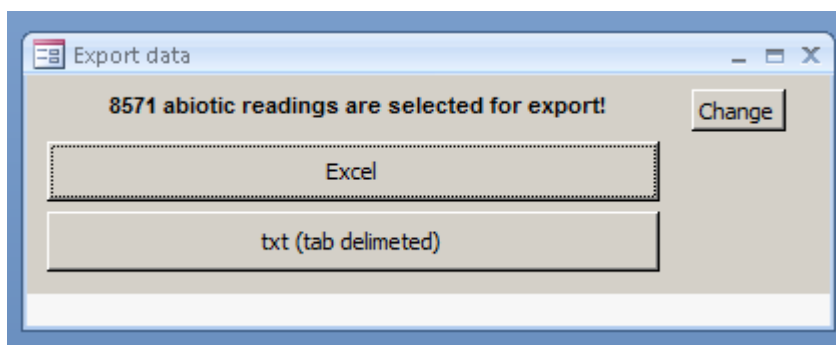 Export data
8571 abiotic readings are selected for export!
Change
Excel
txt (tab delimeted)